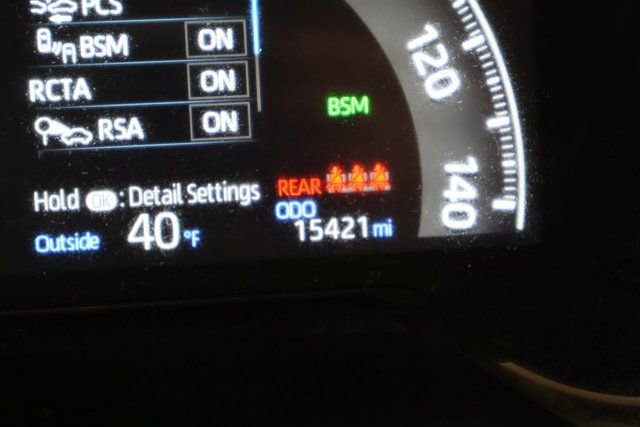 PCS
BSM ON
RCTA ON
RSA ON
Hold OK : Detail Settings
Outside 40 °F
120
BSM
140
REAR
ODO
15421 mi